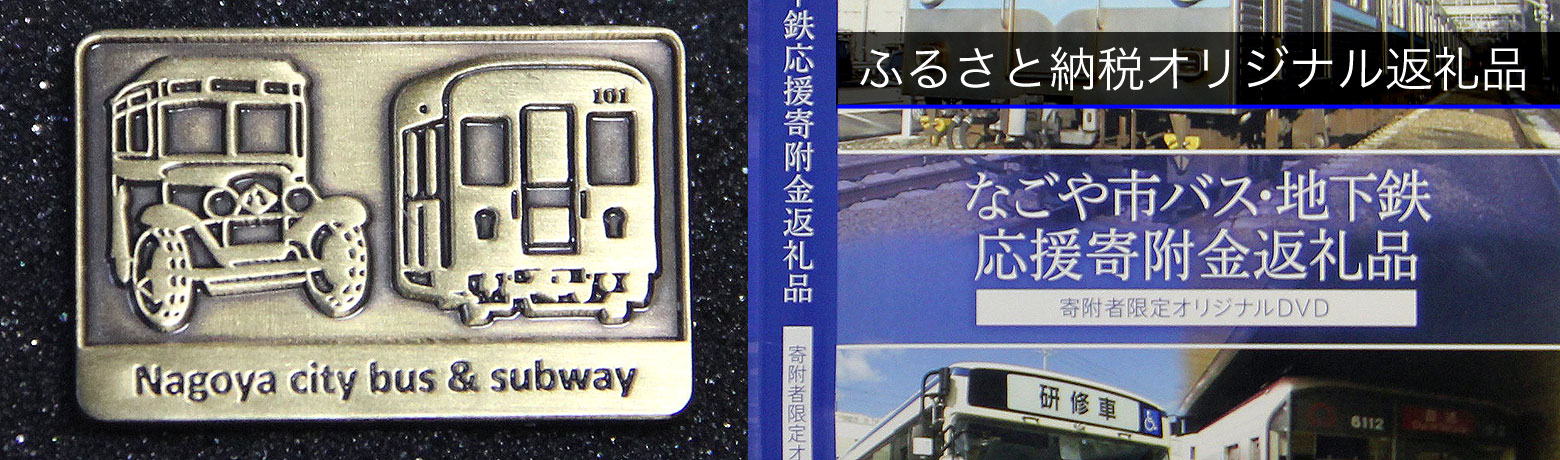 101
Nagoya city bus & subway
鉄応援寄附金返礼品
寄附者限定オ
ふるさと納税オリジナル返礼品
なごや市バス・地下鉄
応援寄附金返礼品
寄附者限定オリジナルDVD
研修車
6112